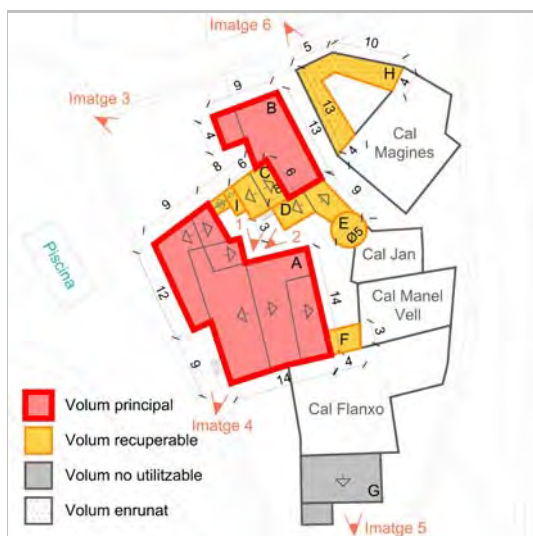 Imatge 6
5
10
H
4
9
Imatge 3
B
13
Cal
Magines
4
13
4
8
6
C
6
9
9
I
D
E
1
3
2
Ø5
Cal Jan
A
Piscina
12
14
Cal Manel
Vell
3
F
9
4
14
Cal Flanxo
Imatge 4
Volum principal
Volum recuperable
Volum no utilitzable
G
Volum enrunat
Imatge 5